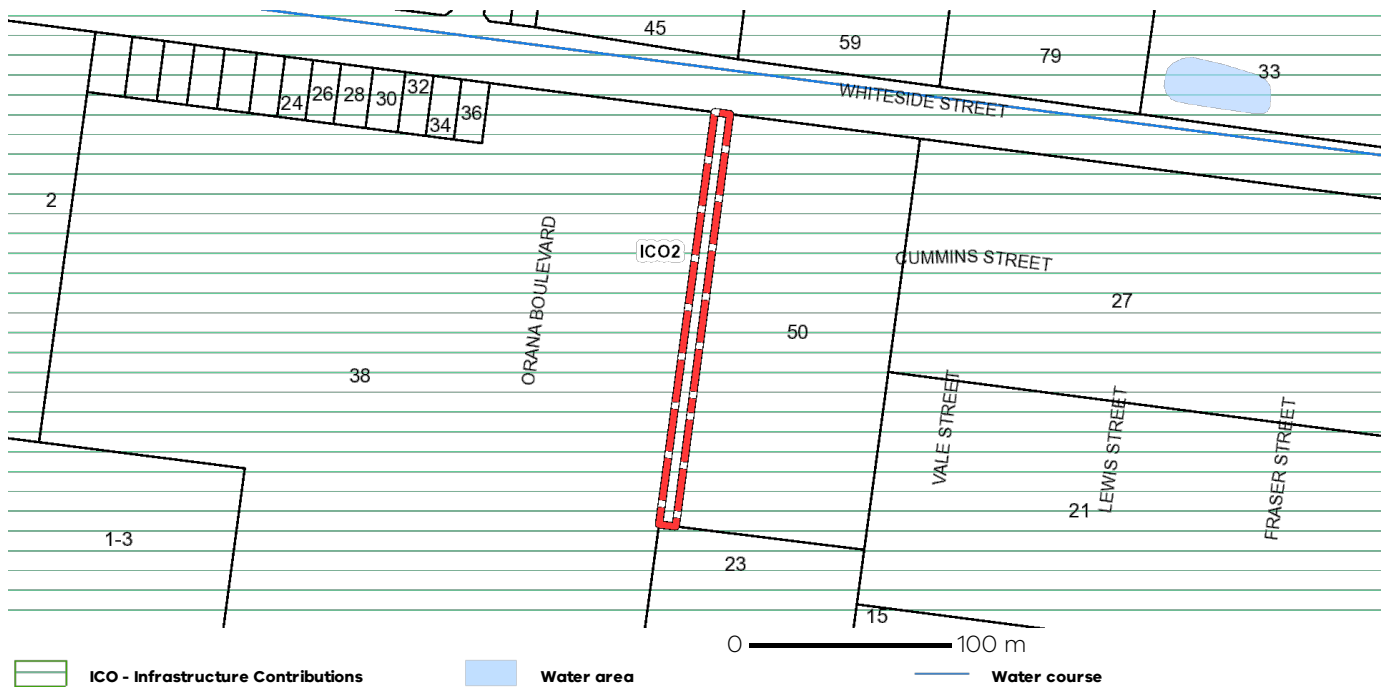 45
59
79
33
WHITESIDE STREET
24
26
28
30
32
34
36
2
ORANA BOULEVARD
ICO2
CUMMINS STREET
27
50
38
VALE STREET
LEWIS STREET
FRASER STREET
21
1-3
23
15
0 100 m
ICO - Infrastructure Contributions
Water area
Water course